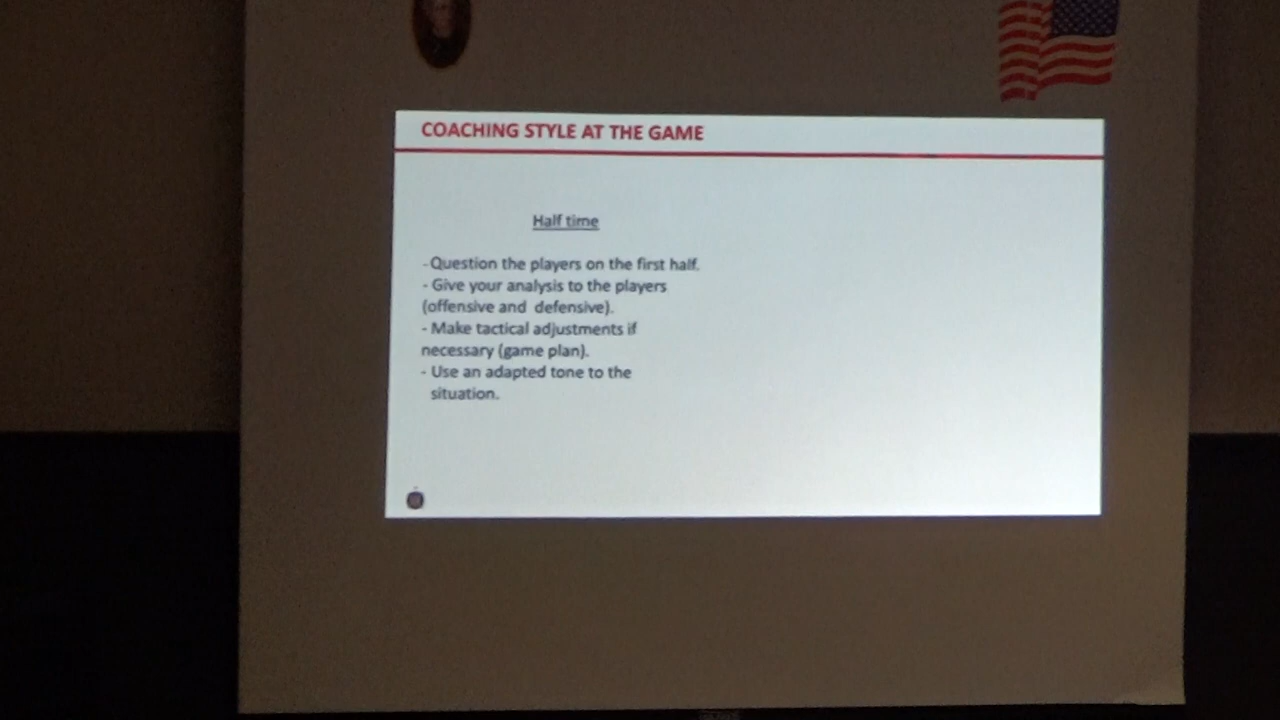 COACHING STYLE AT THE GAME
Half time
- Question the players on the first half.
- Give your analysis to the players
(offensive and defensive).
- Make tactical adjustments if
necessary (game plan).
- Use an adapted tone to the
situation.